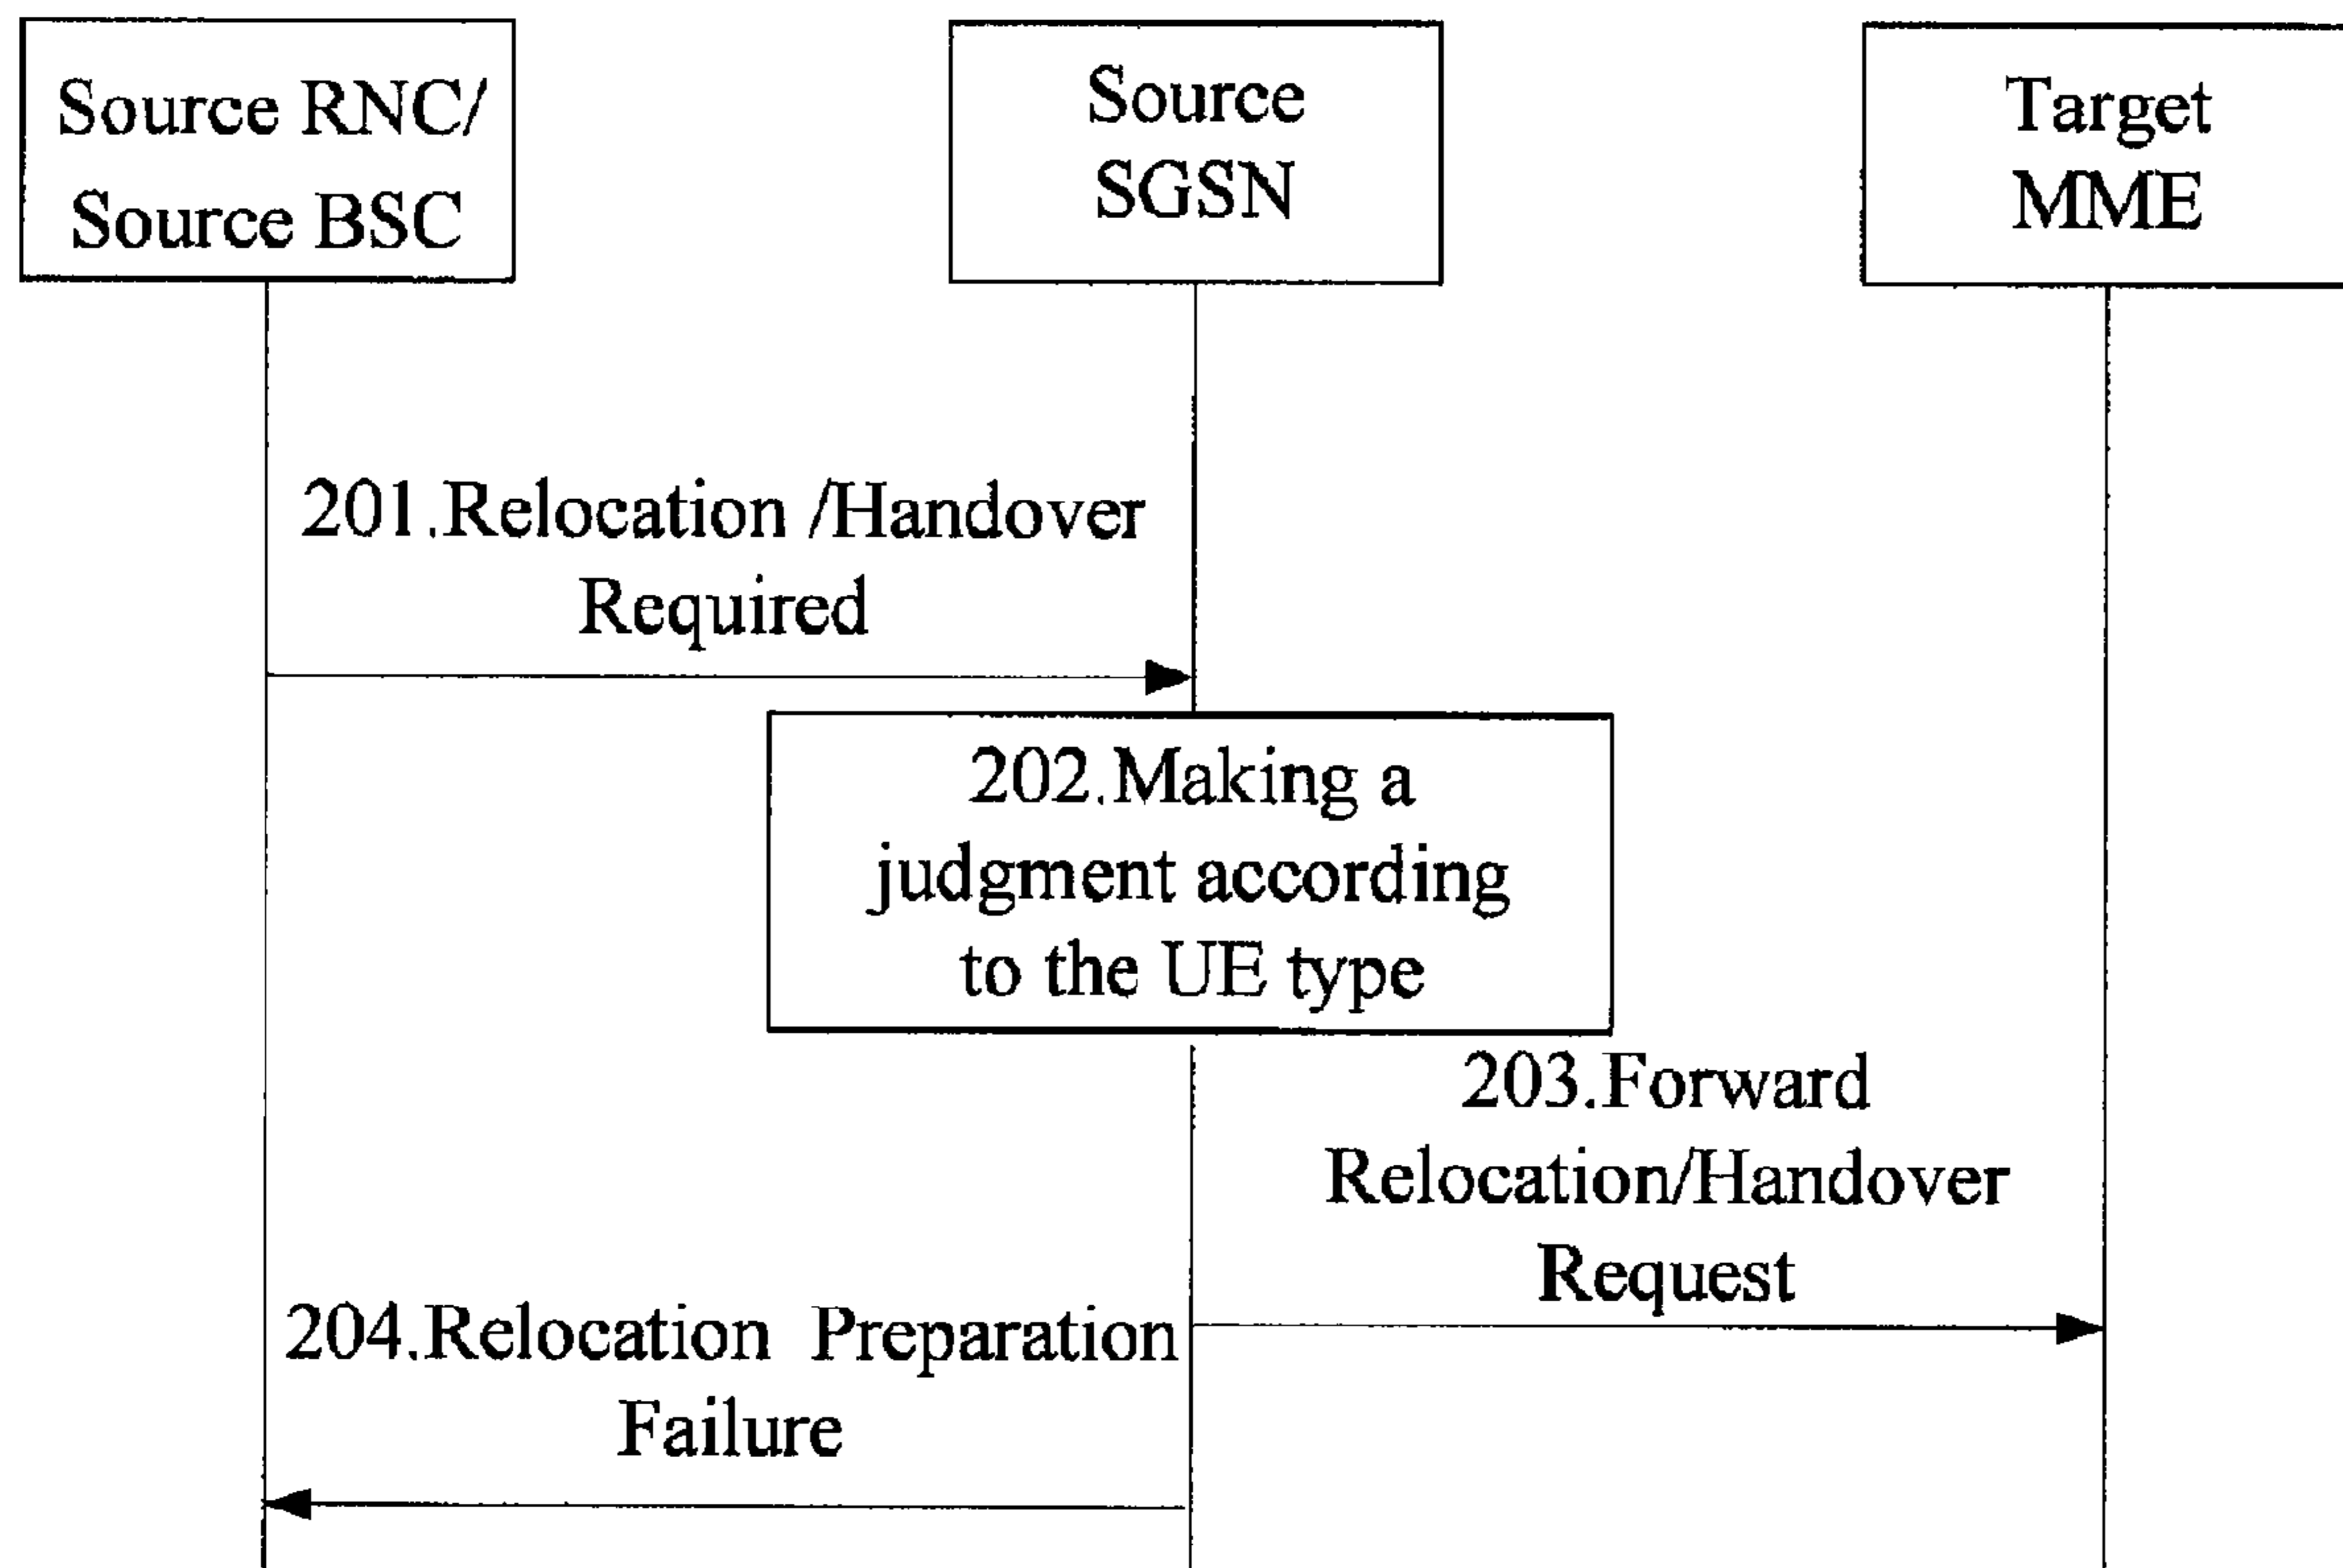 Source RNC/
Source BSC
Source
SGSN
Target
MME
201.Relocation /Handover
Required
202.Making a
judgment according
to the UE type
203.Forward
Relocation/Handover
Request
204.Relocation Preparation
Failure